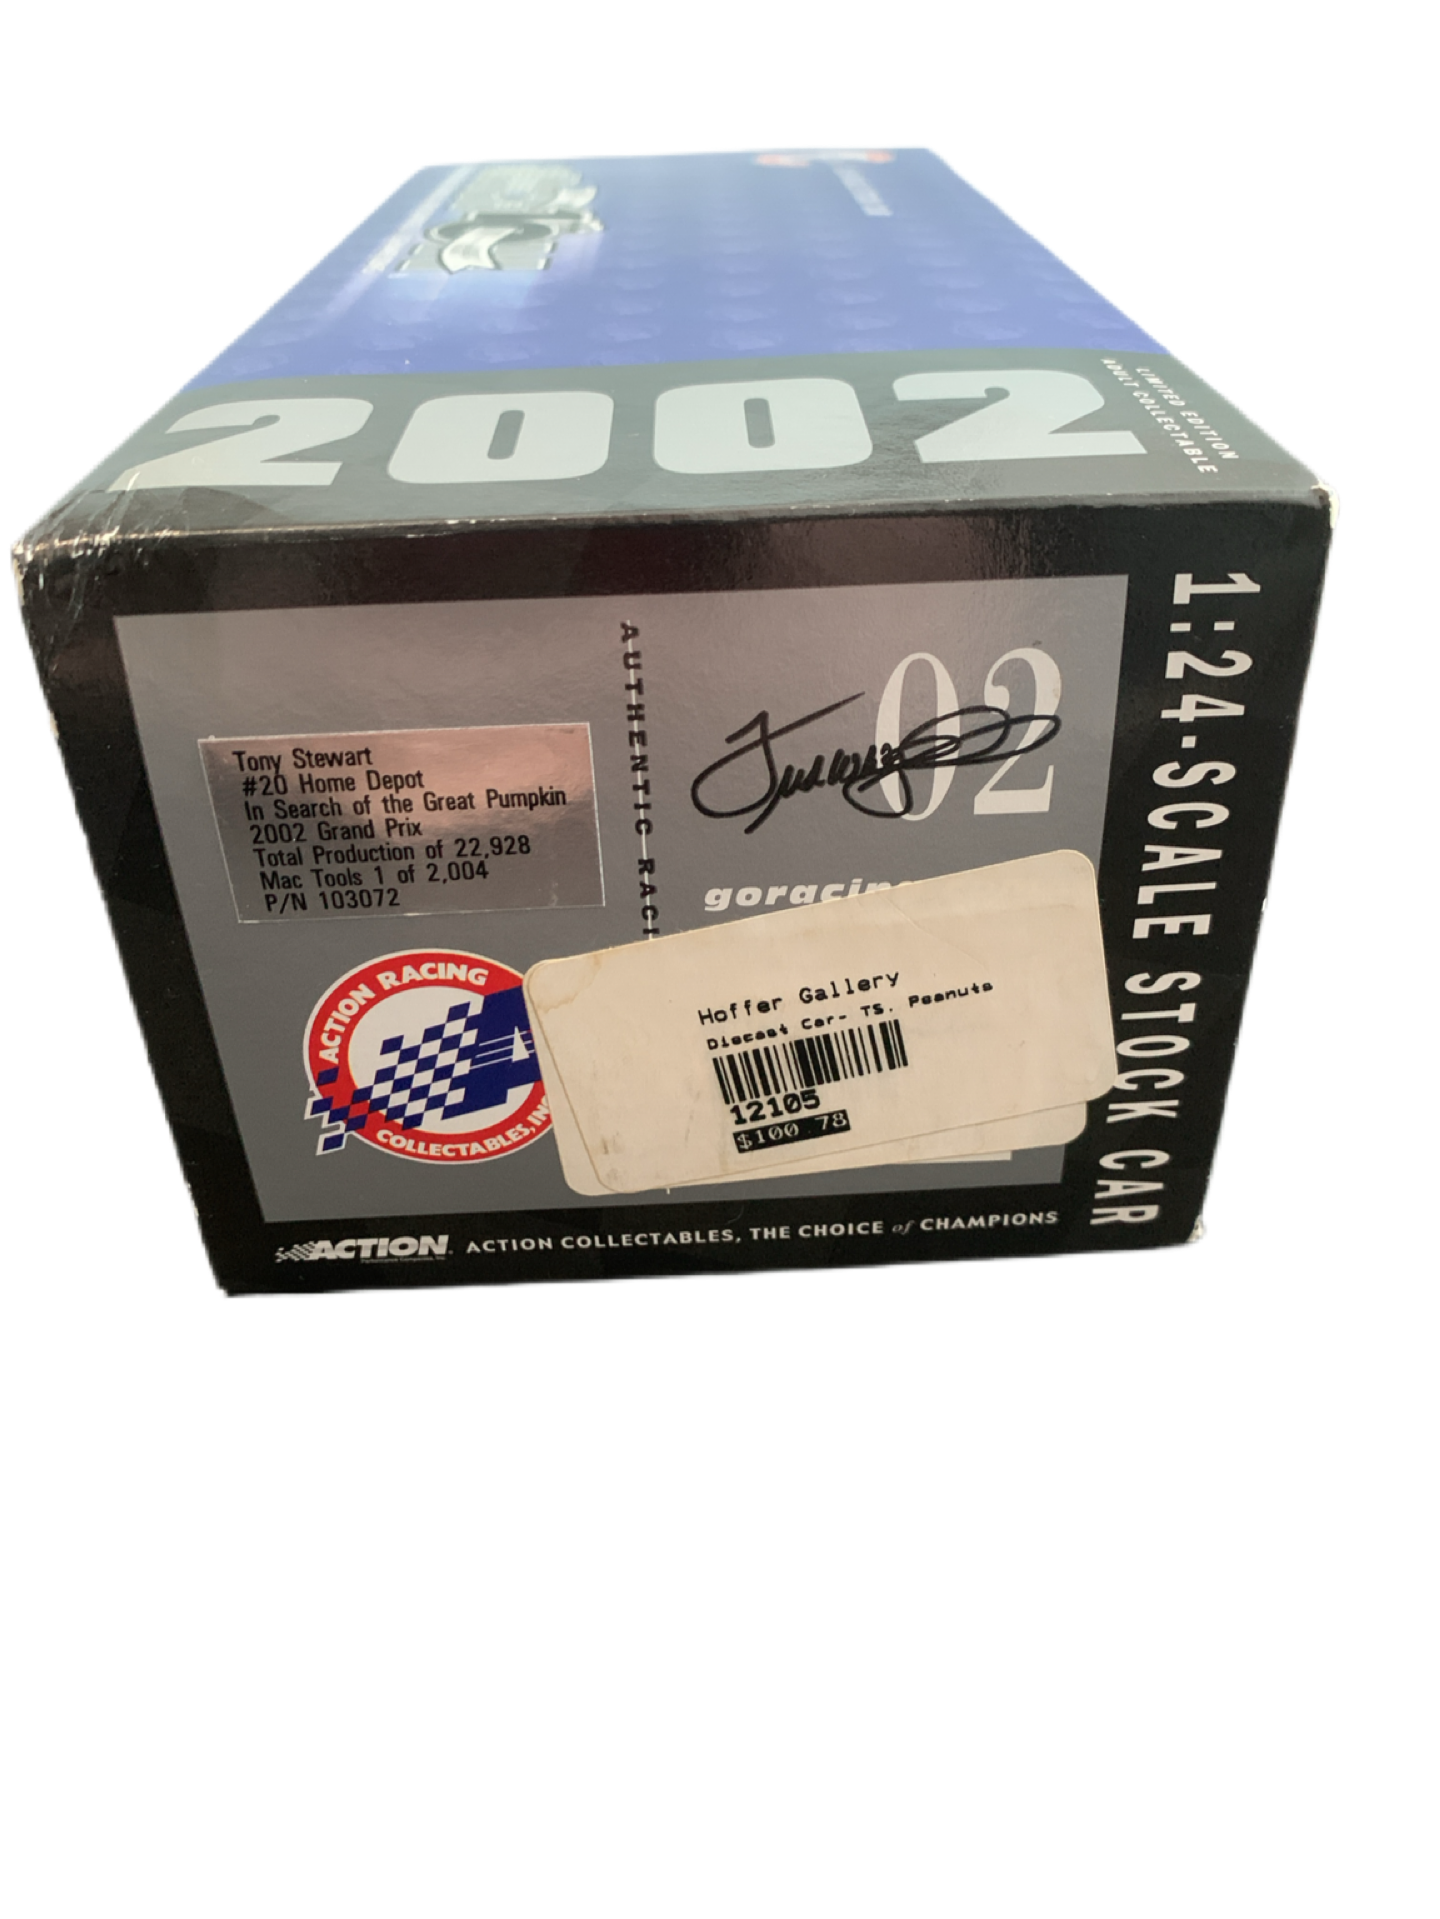 2002
LIMITED EDITION
ADULT COLLECTABLE
1:24-SCALE STOCK CAR
02
AUTHENTIC RACI
Tony Stewart
#20 Home Depot
In Search of the Great Pumpkin
2002 Grand Prix
Total Production of 22,928
Mac Tools 1 of 2,004
P/N 103072
goracing
ACTION RACING
COLLECTABLES, INC
Hoffer Gallery
Diecast Car- TS. Peanuts
12105
$100 78
ACTION ACTION COLLECTABLES, THE CHOICE of CHAMPIONS